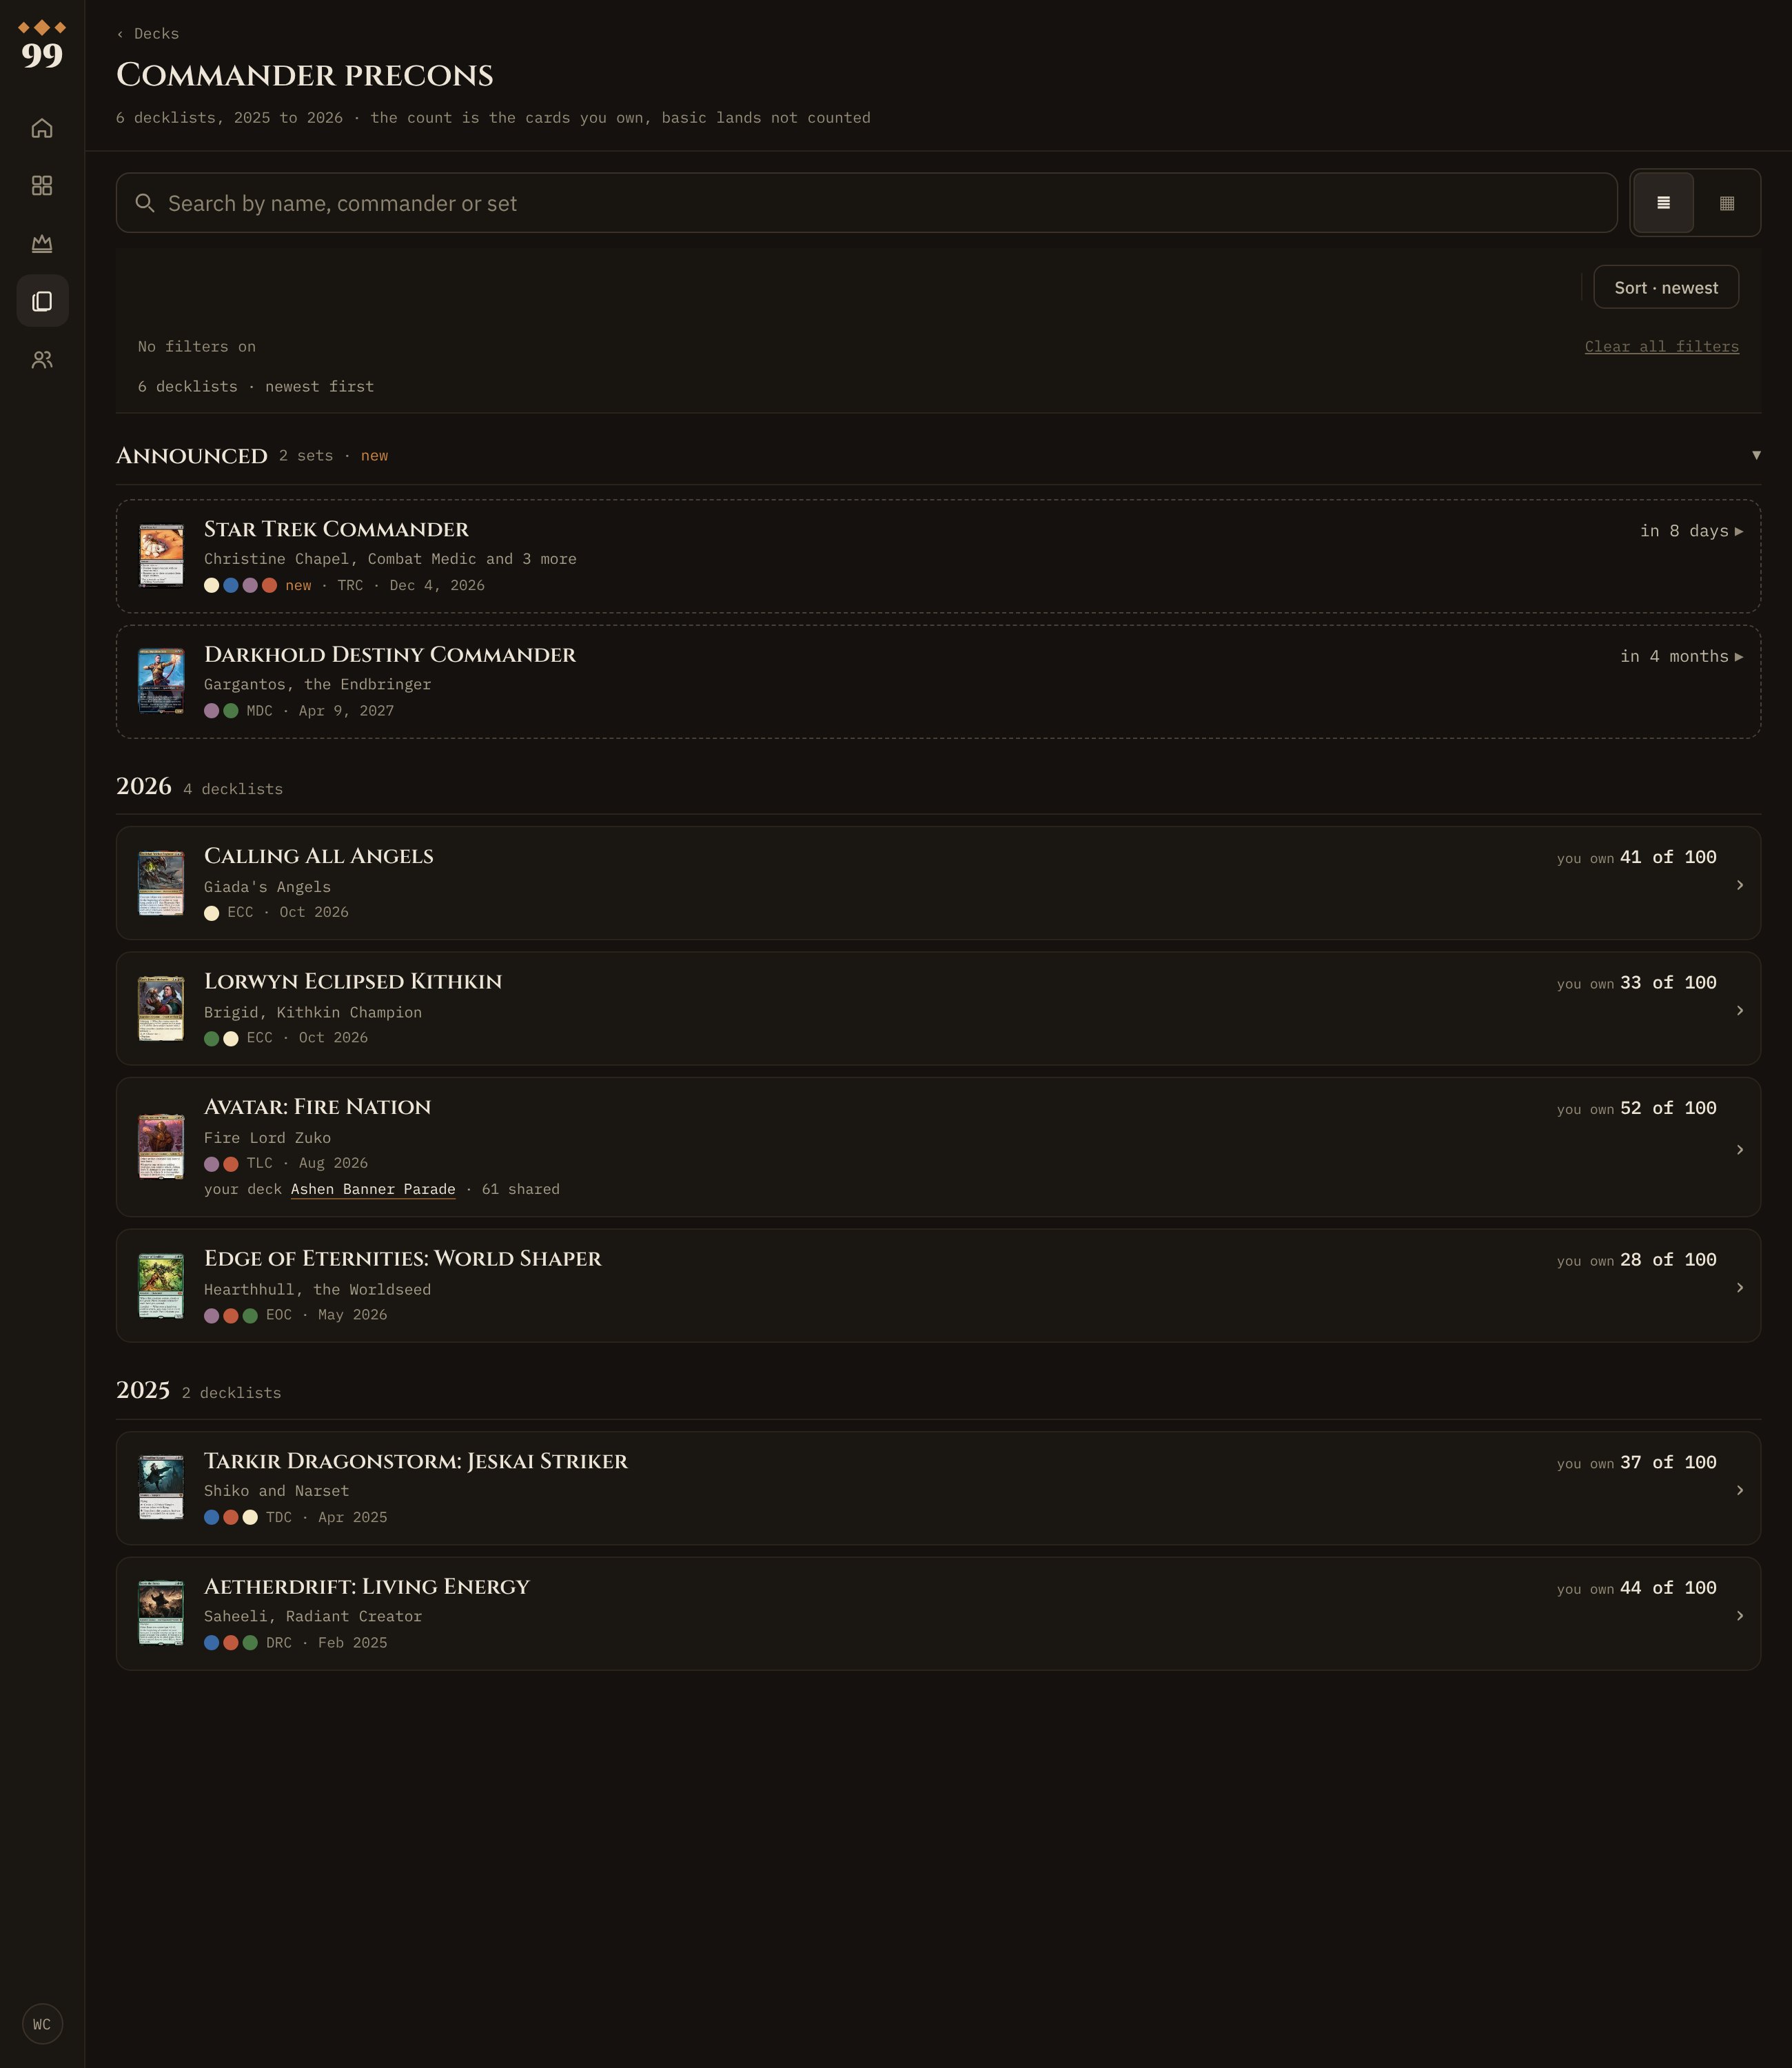 99
‹ Decks
Commander precons
6 decklists, 2025 to 2026 · the count is the cards you own, basic lands not counted
Search by name, commander or set
Sort · newest
No filters on
Clear all filters
6 decklists · newest first
Announced 2 sets · new
Star Trek Commander
in 8 days
Christine Chapel, Combat Medic and 3 more
new · TRC · Dec 4, 2026
Darkhold Destiny Commander
in 4 months
Gargantos, the Endbringer
MDC · Apr 9, 2027
2026 4 decklists
Calling All Angels
you own 41 of 100
Giada's Angels
ECC · Oct 2026
Lorwyn Eclipsed Kithkin
you own 33 of 100
Brigid, Kithkin Champion
ECC · Oct 2026
Avatar: Fire Nation
you own 52 of 100
Fire Lord Zuko
TLC · Aug 2026
your deck Ashen Banner Parade · 61 shared
Edge of Eternities: World Shaper
you own 28 of 100
Hearthhull, the Worldseed
EOC · May 2026
2025 2 decklists
Tarkir Dragonstorm: Jeskai Striker
you own 37 of 100
Shiko and Narset
TDC · Apr 2025
Aetherdrift: Living Energy
you own 44 of 100
Saheeli, Radiant Creator
DRC · Feb 2025
WC